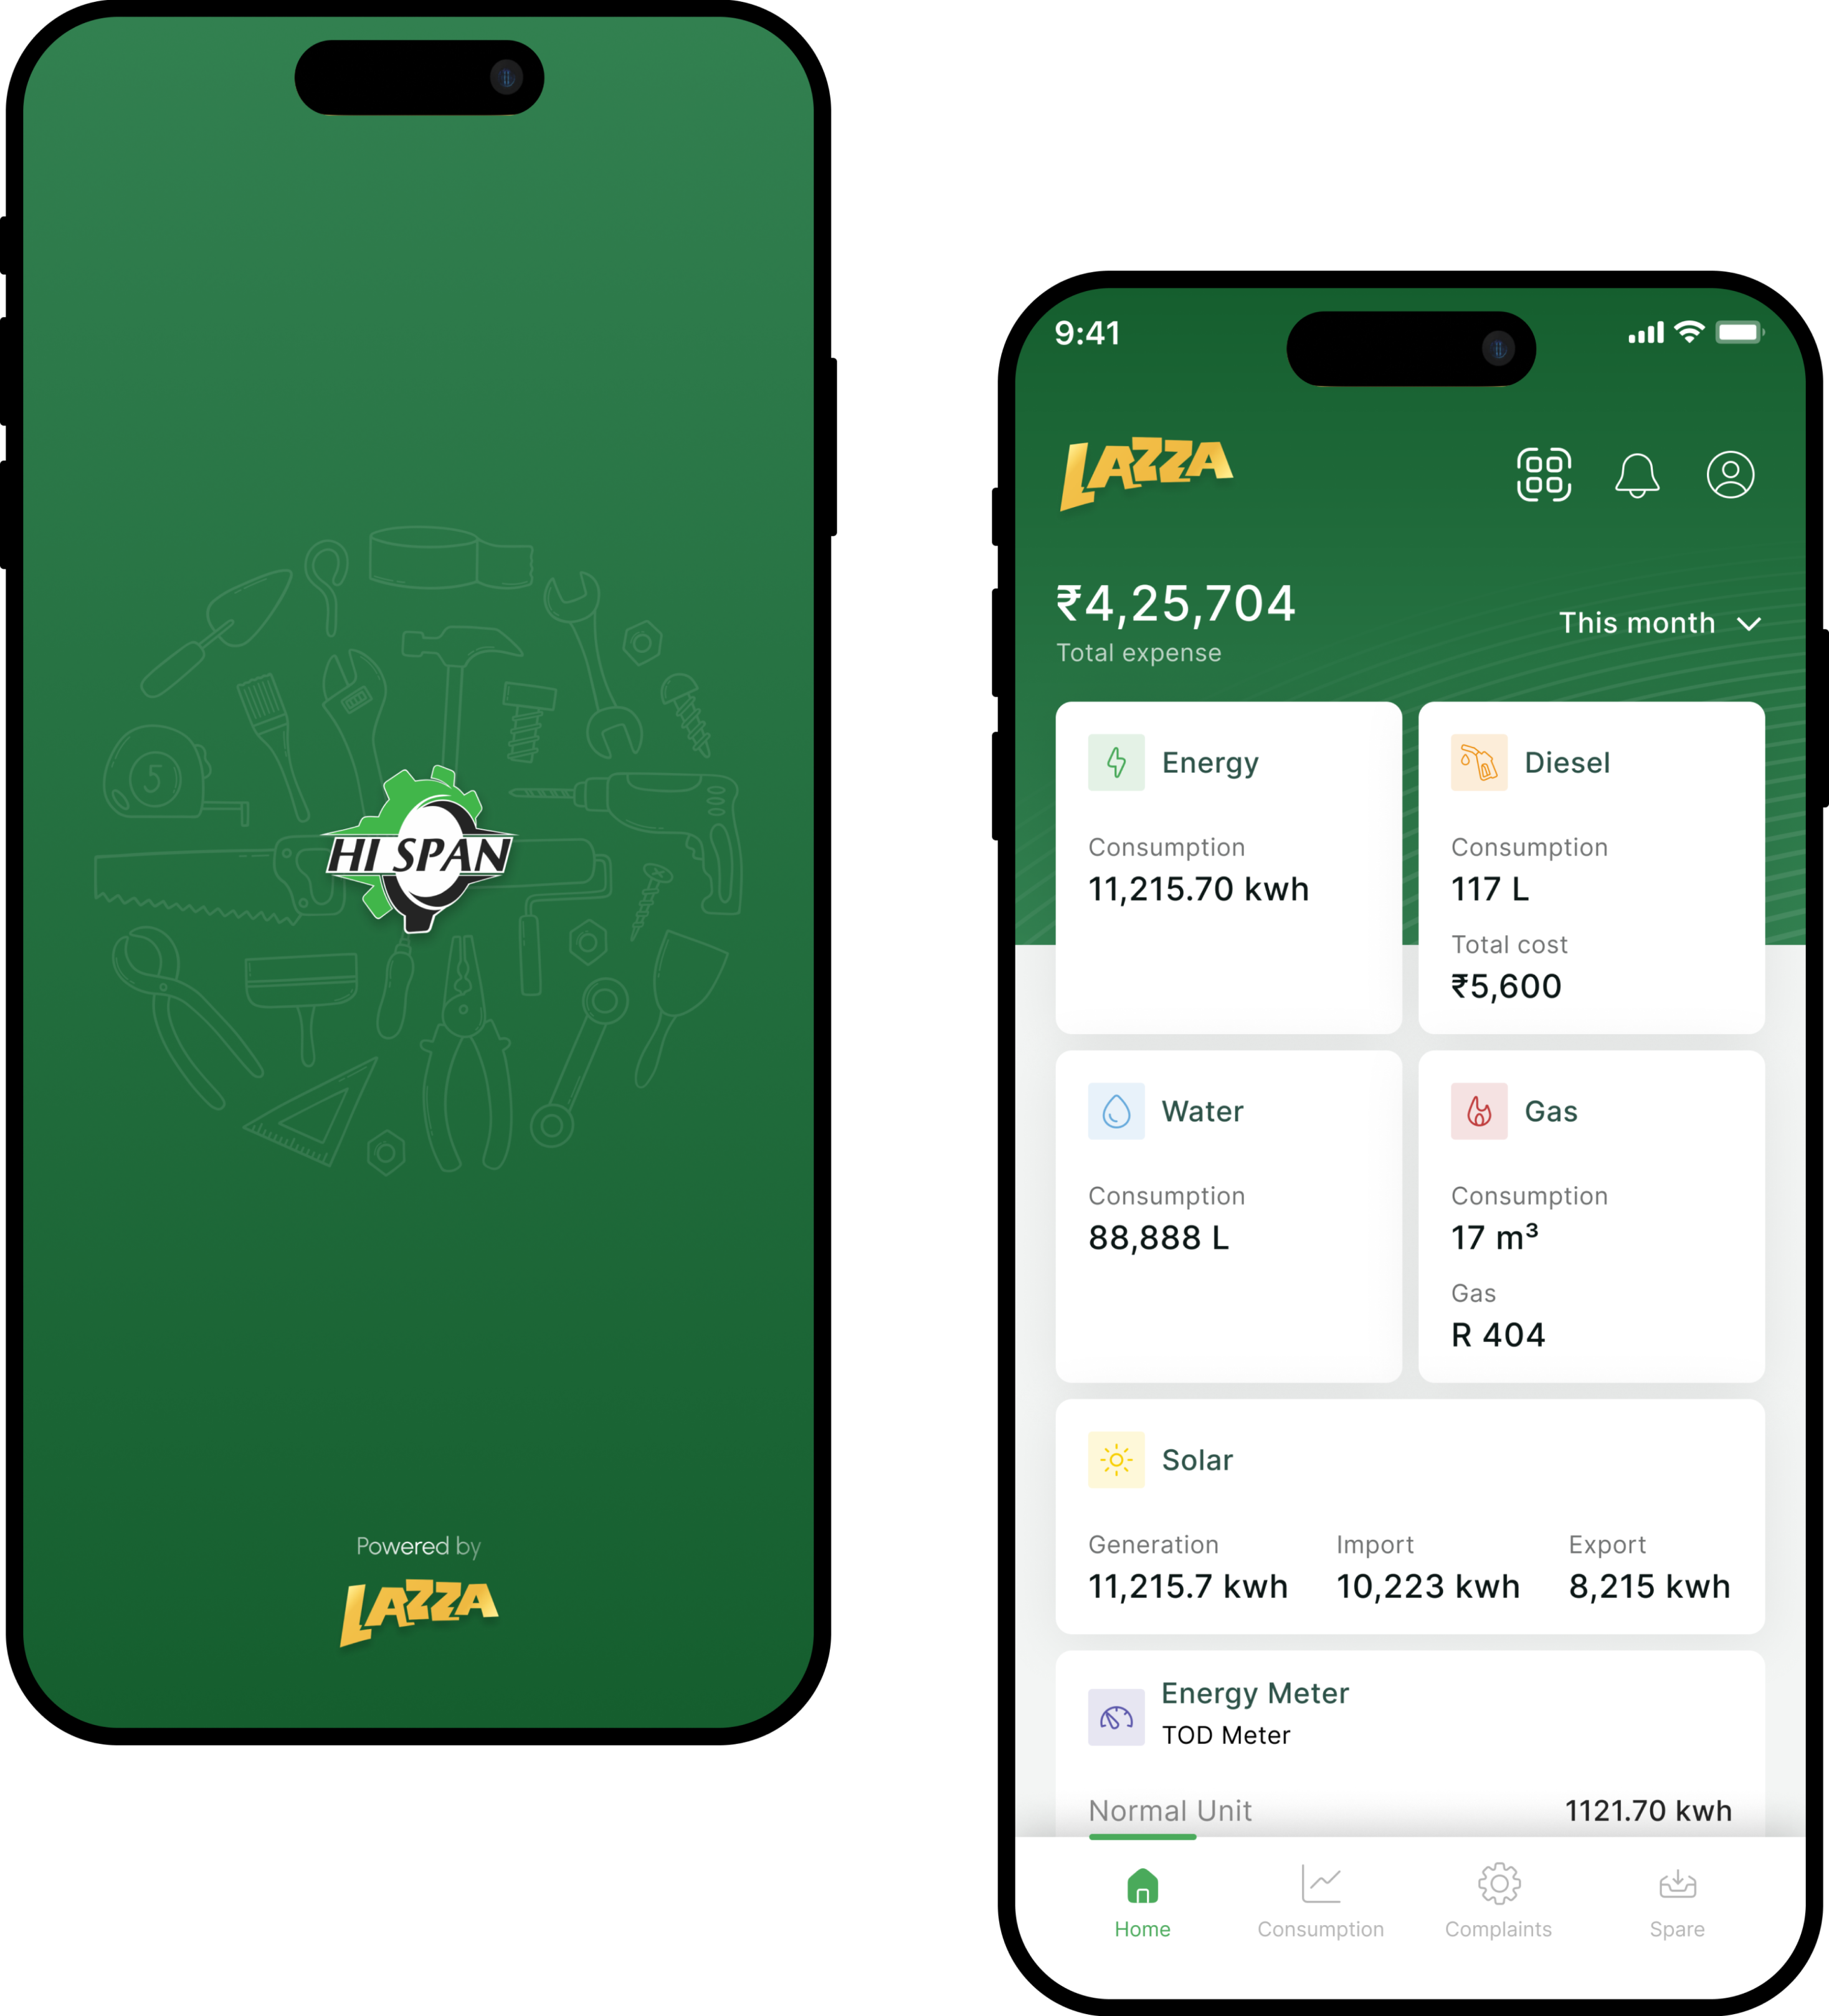 5
HI SPAN
Powered by
LAZZA
9:41
LAZZA
₹4,25,704
Total expense
This month
Energy
Consumption
11,215.70 kwh
Diesel
Consumption
117 L
Total cost
₹5,600
Water
Consumption
88,888 L
Gas
Consumption
17 m³
Gas
R 404
Solar
Generation
11,215.7 kwh
Import
10,223 kwh
Export
8,215 kwh
Energy Meter
TOD Meter
Normal Unit 1121.70 kwh
Home
Consumption
Complaints
Spare